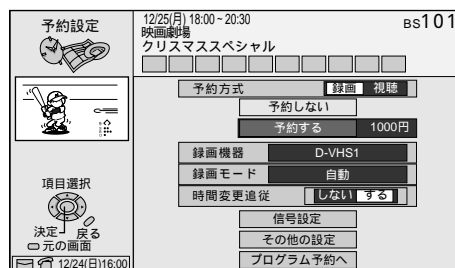 予約設定
12/25(月) 18:00~20:30
BS101
映画劇場
クリスマススペシャル
予約方式 録画 視聴
予約しない
予約する 1000円
録画機器 D-VHS1
録画モード 自動
時間変更追従 しない する
信号設定
その他の設定
プログラム予約へ
項目選択
決定 戻る
元の画面
12/24(日)16:00